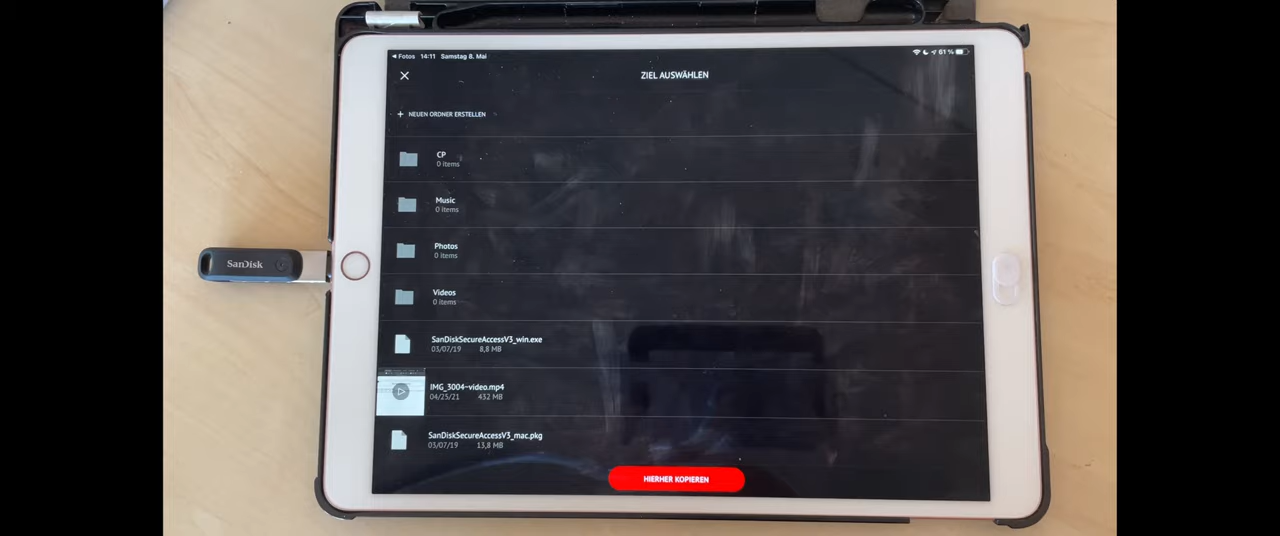 ◀ Fotos 14:11 Samstag 8. Mai 61 %
ZIEL AUSWÄHLEN
+ NEUEN ORDNER ERSTELLEN
CP
0 items
Music
0 items
SanDisk
Photos
0 items
Videos
0 items
SanDiskSecureAccessV3_win.exe
03/07/19 8,8 MB
IMG_3004-video.mp4
04/23/21 432 MB
SanDiskSecureAccessV3_mac.pkg
03/07/19 13,8 MB
HIERHER KOPIEREN